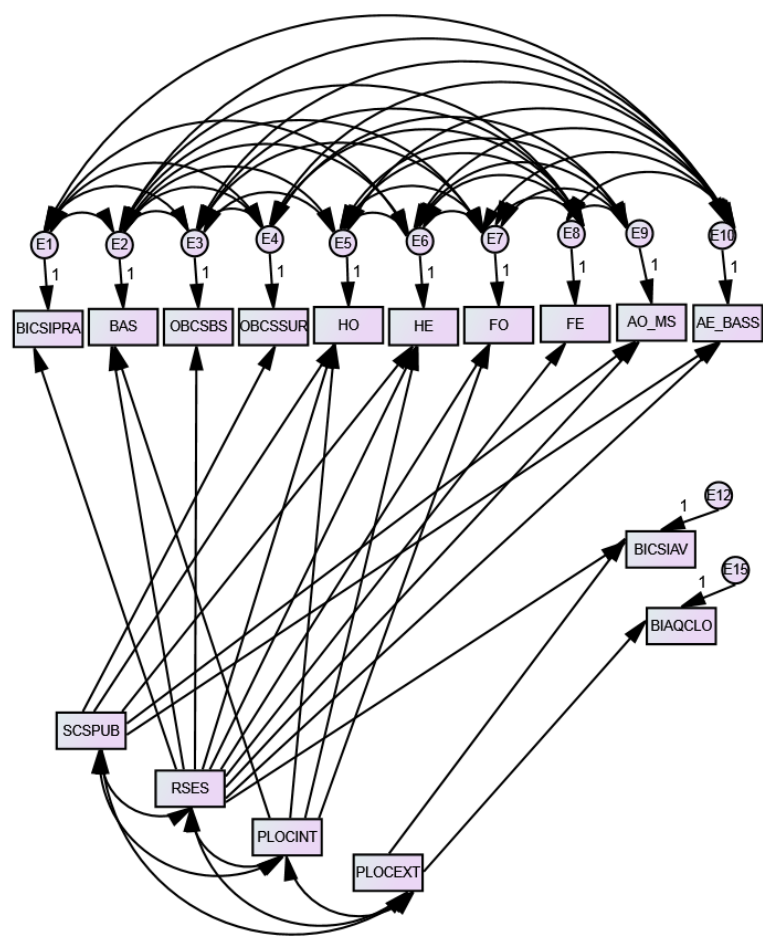 E1
E2
E3
E4
E5
E6
E7
E8
E9
E10
1
1
1
1
1
1
1
1
1
1
BICSIPRA
BAS
OBCSBS
OBCSSUR
HO
HE
FO
FE
AO_MS
AE_BASS
E12
1
BICSIAV
E15
1
BIAQCLO
SCSPUB
RSES
PLOCINT
PLOCEXT